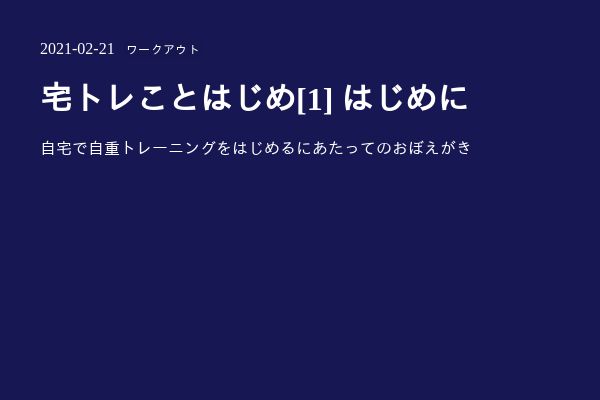 2021-02-21 ワークアウト
宅トレことはじめ[1] はじめに
自宅で自重トレーニングをはじめるにあたってのおぼえがき